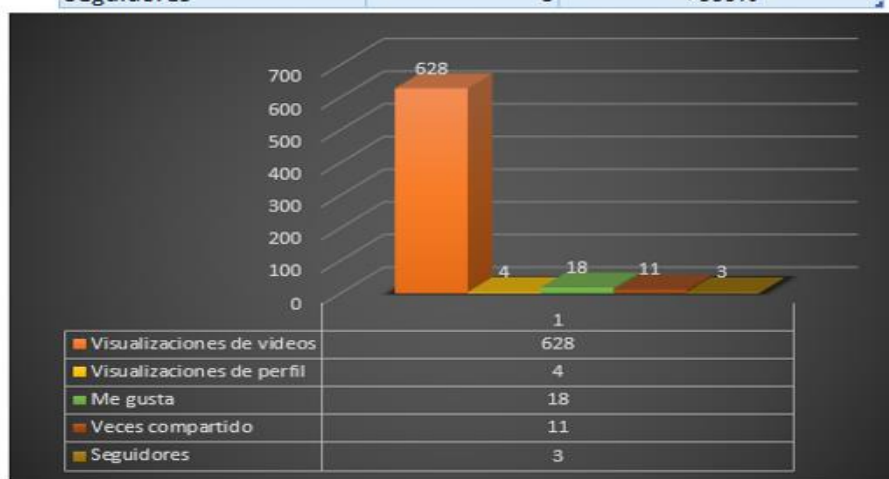 Seguidores
628
700
600
500
400
300
200
100
0
4
18
11
3
1
Visualizaciones de videos 628
Visualizaciones de perfil 4
Me gusta 18
Veces compartido 11
Seguidores 3